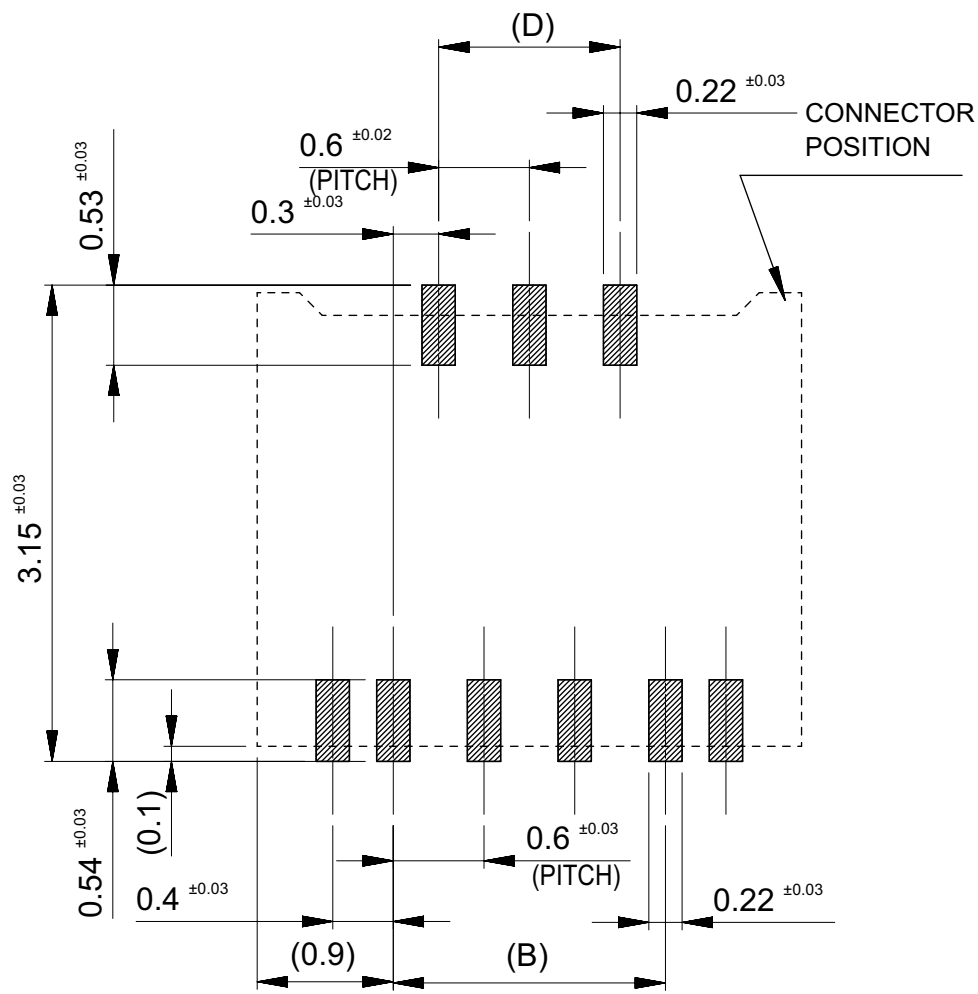 (D)
0.22 ±0.03
CONNECTOR
POSITION
0.6 ±0.02
(PITCH)
0.53 ±0.03
0.3 ±0.03
3.15 ±0.03
(0.1)
0.54 ±0.03
0.6 ±0.03
(PITCH)
0.4 ±0.03
0.22 ±0.03
(0.9)
(B)